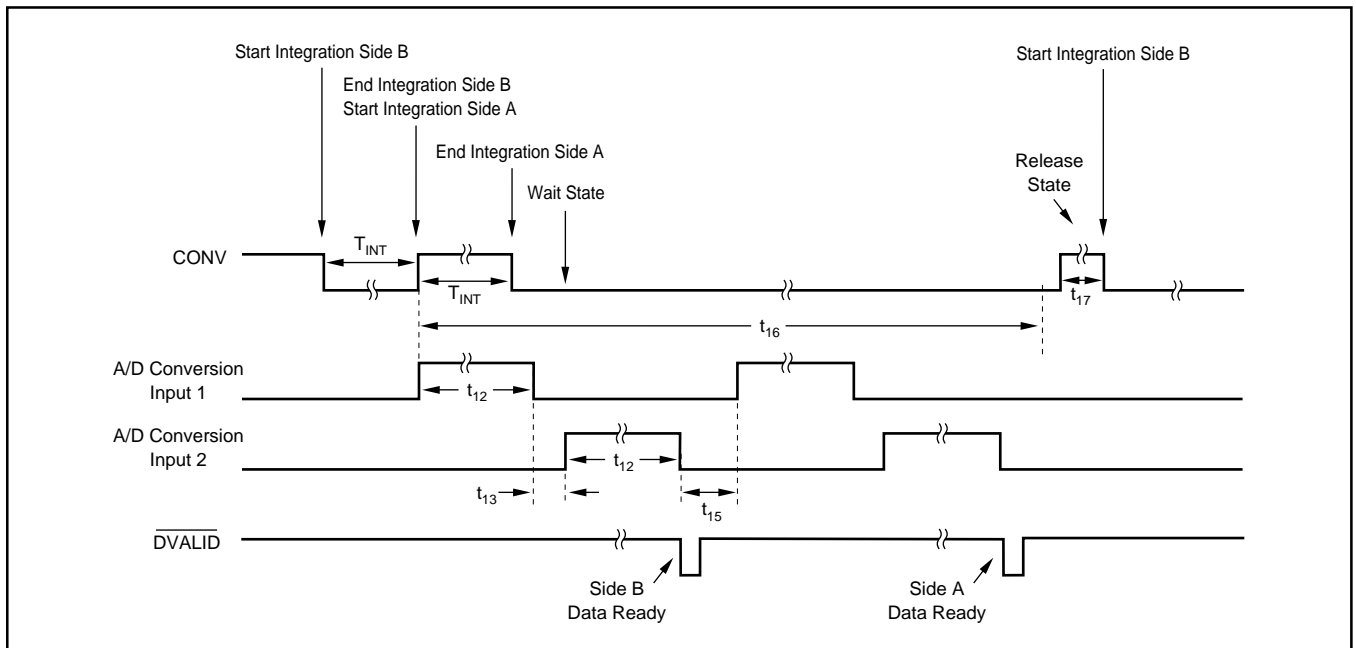 Start Integration Side B
Start Integration Side B
End Integration Side B
Start Integration Side A
End Integration Side A
Release
State
Wait State
CONV
T_INT
T_INT
t_17
t_16
A/D Conversion
Input 1
t_12
A/D Conversion
Input 2
t_12
t_13
t_15
DVALID
Side B
Data Ready
Side A
Data Ready